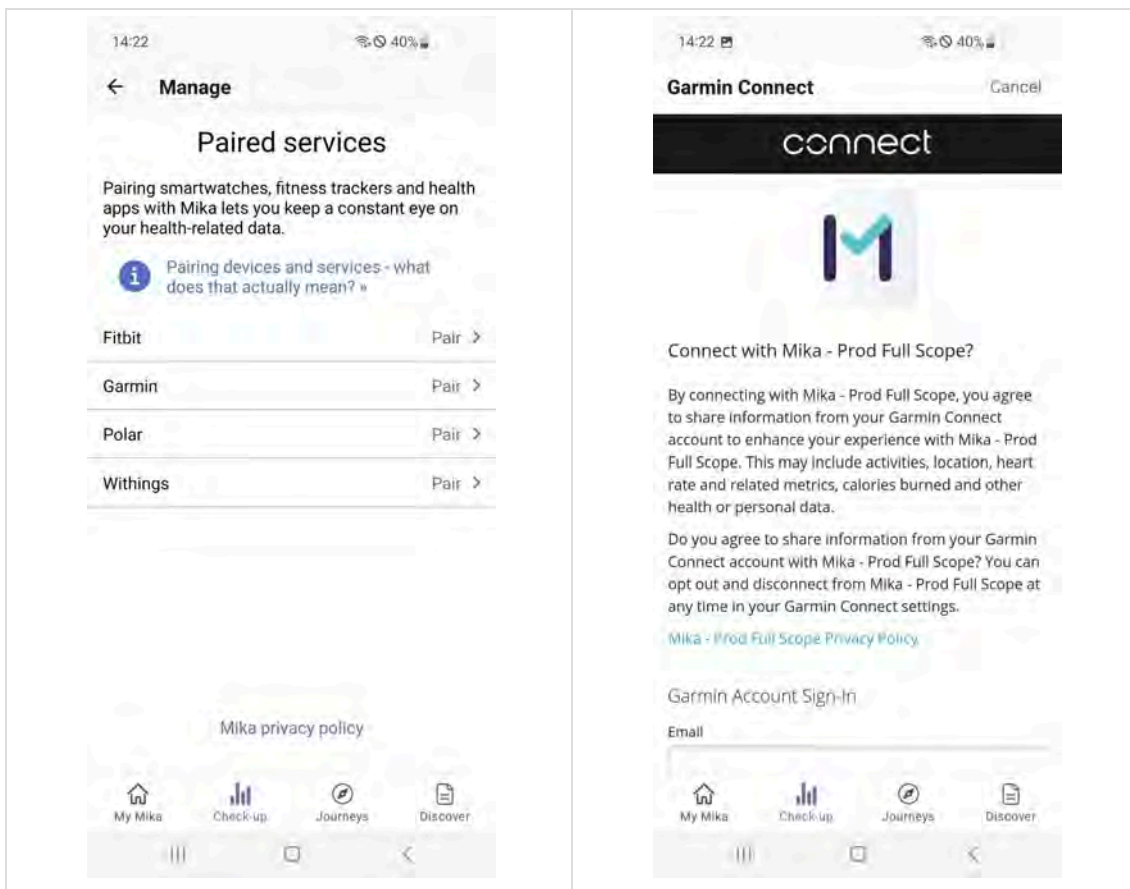 14:22
40%
Manage
Paired services
Pairing smartwatches, fitness trackers and health
apps with Mika lets you keep a constant eye on
your health-related data.
Pairing devices and services - what
does that actually mean? »
Fitbit Pair >
Garmin Pair >
Polar Pair >
Withings Pair >
Mika privacy policy
My Mika Check-up Journeys Discover
14:22
40%
Garmin Connect Cancel
connect
Connect with Mika - Prod Full Scope?
By connecting with Mika - Prod Full Scope, you agree
to share information from your Garmin Connect
account to enhance your experience with Mika - Prod
Full Scope. This may include activities, location, heart
rate and related metrics, calories burned and other
health or personal data.
Do you agree to share information from your Garmin
Connect account with Mika - Prod Full Scope? You can
opt out and disconnect from Mika - Prod Full Scope at
any time in your Garmin Connect settings.
Mika - Prod Full Scope Privacy Policy
Garmin Account Sign-In
Email
My Mika Check-up Journeys Discover